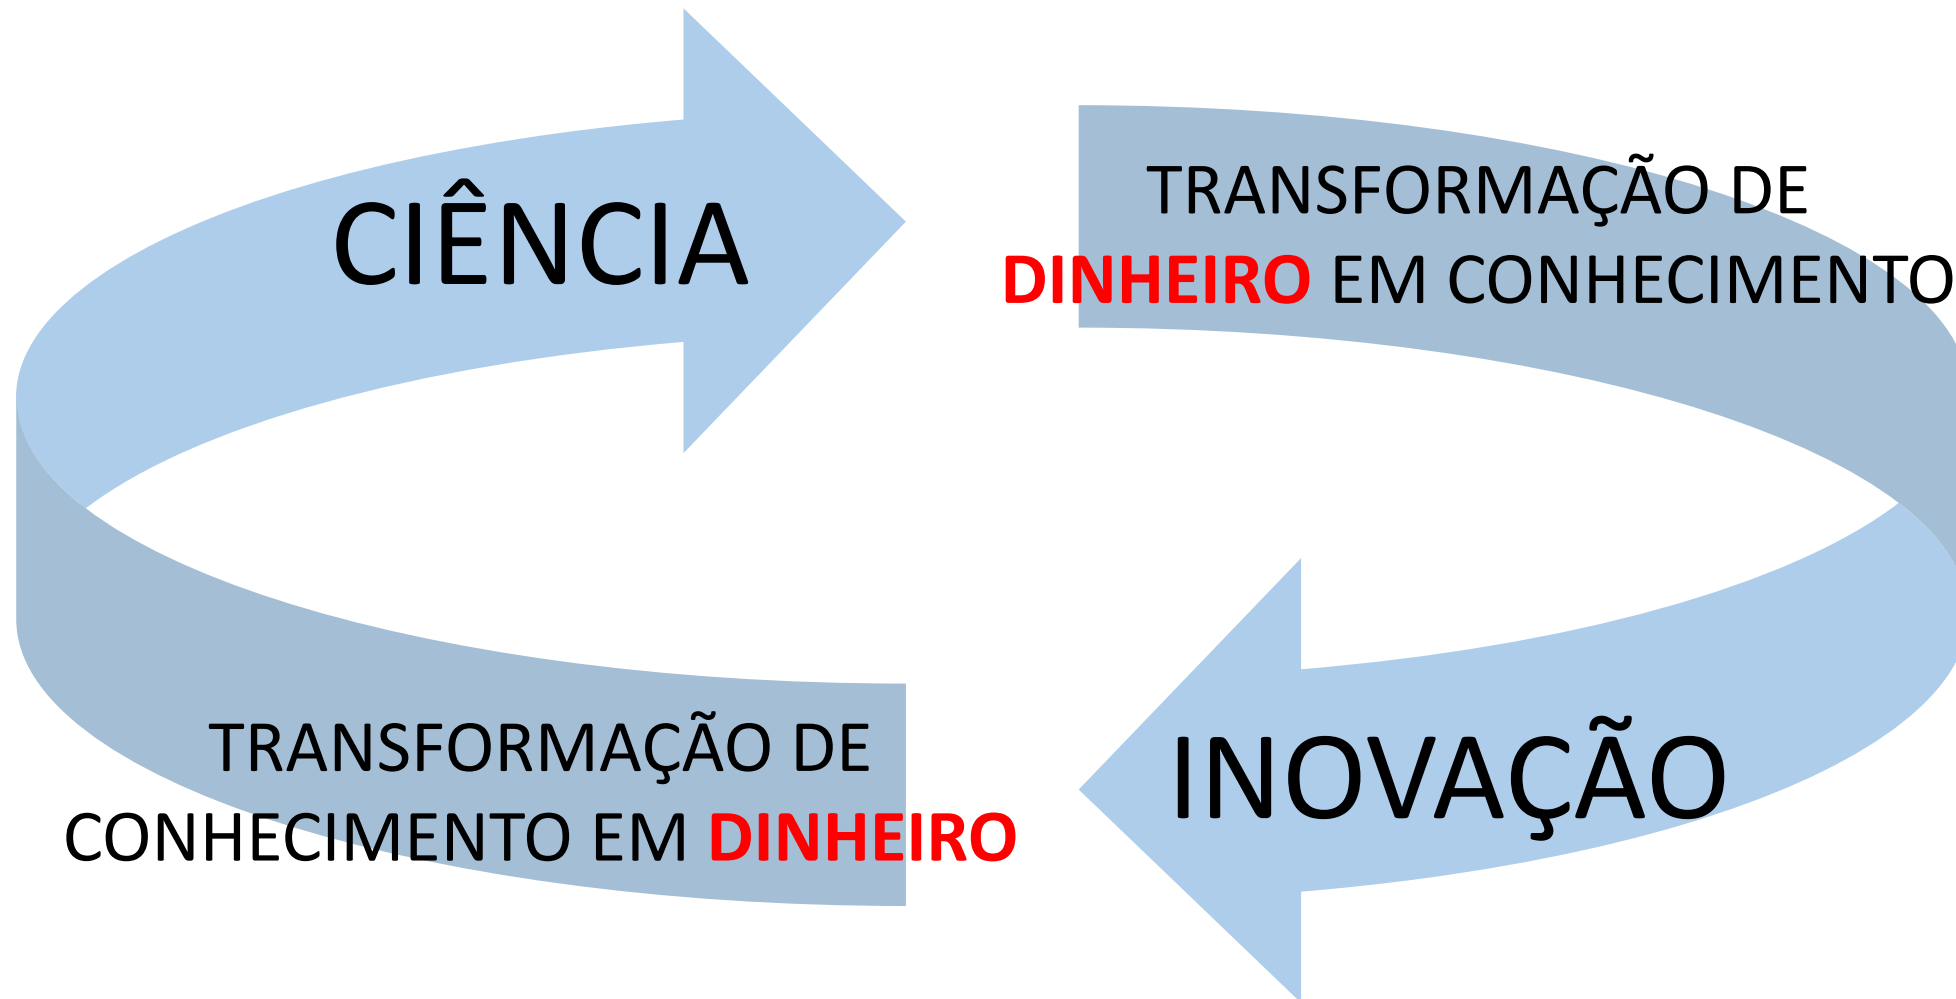 CIÊNCIA
TRANSFORMAÇÃO DE
DINHEIRO EM CONHECIMENTO
INOVAÇÃO
TRANSFORMAÇÃO DE
CONHECIMENTO EM DINHEIRO